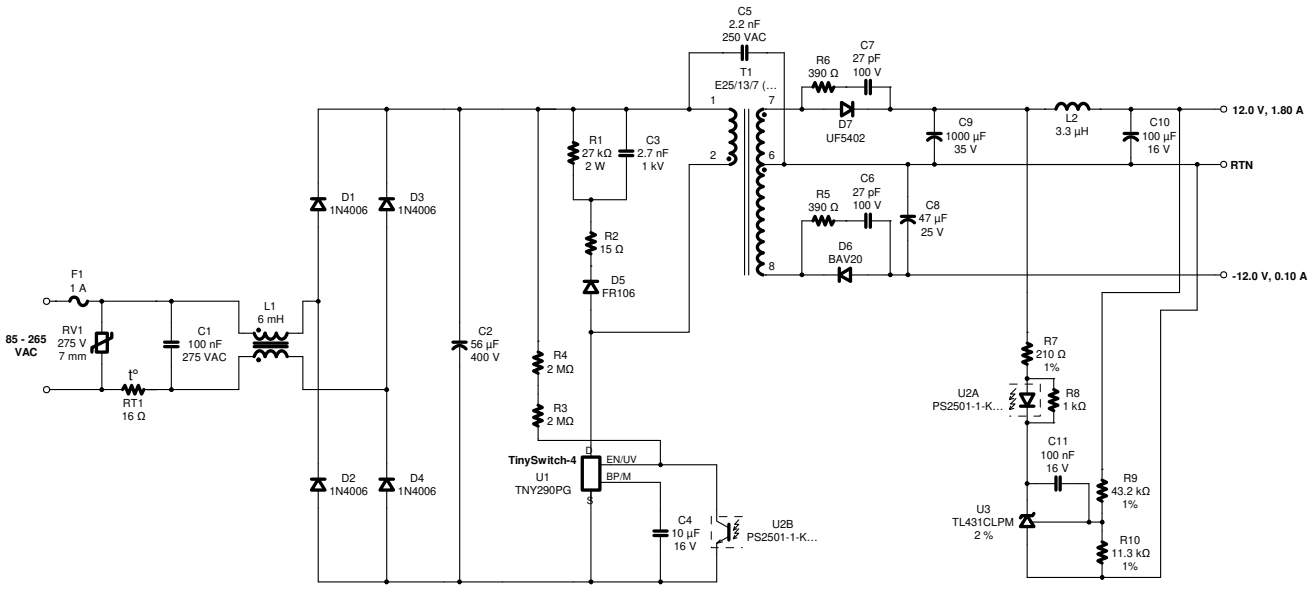 C5
2.2 nF
250 VAC
T1
E25/13/7 (...
1
2
7
6
8
R6
390 Ω
C7
27 pF
100 V
D7
UF5402
C9
1000 µF
35 V
L2
3.3 µH
C10
100 µF
16 V
12.0 V, 1.80 A
RTN
-12.0 V, 0.10 A
R5
390 Ω
C6
27 pF
100 V
D6
BAV20
C8
47 µF
25 V
R1
27 kΩ
2 W
C3
2.7 nF
1 kV
R2
15 Ω
D5
FR106
D1
1N4006
D3
1N4006
F1
1 A
85 - 265
VAC
RV1
275 V
7 mm
t°
RT1
16 Ω
C1
100 nF
275 VAC
L1
6 mH
C2
56 µF
400 V
R4
2 MΩ
R3
2 MΩ
D2
1N4006
D4
1N4006
TinySwitch-4
U1
TNY290PG
D
S
EN/UV
BP/M
C4
10 µF
16 V
U2B
PS2501-1-K...
R7
210 Ω
1%
U2A
PS2501-1-K...
R8
1 kΩ
C11
100 nF
16 V
U3
TL431CLPM
2 %
R9
43.2 kΩ
1%
R10
11.3 kΩ
1%